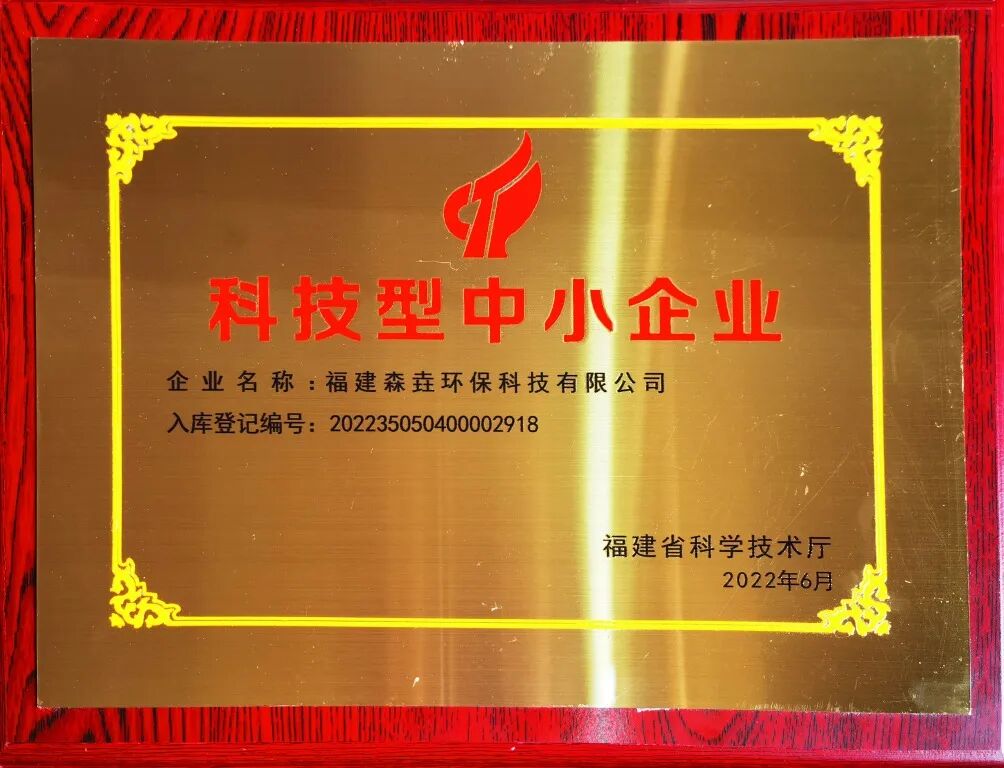 科技型中小企业
企业名称：福建森垚环保科技有限公司
入库登记编号：202235050400002918
福建省科学技术厅
2022年6月